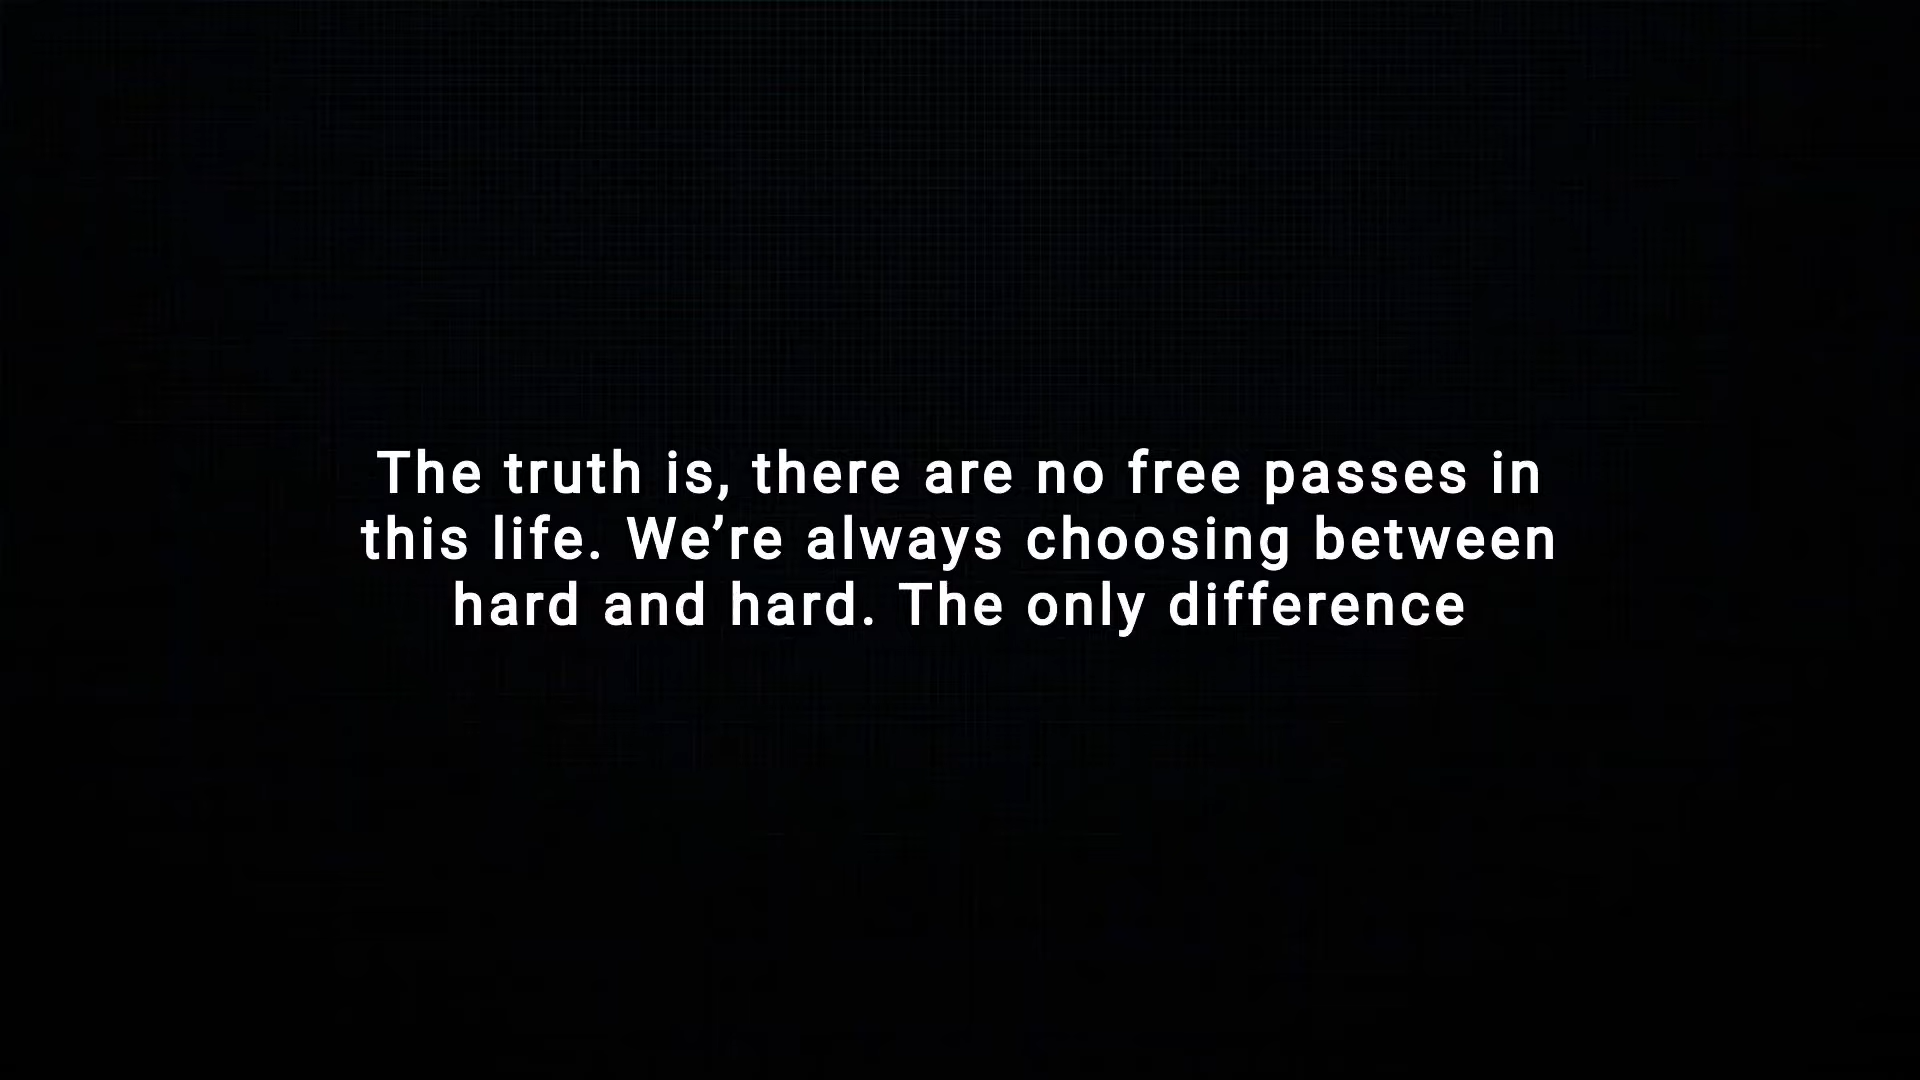 The truth is, there are no free passes in
this life. We’re always choosing between
hard and hard. The only difference